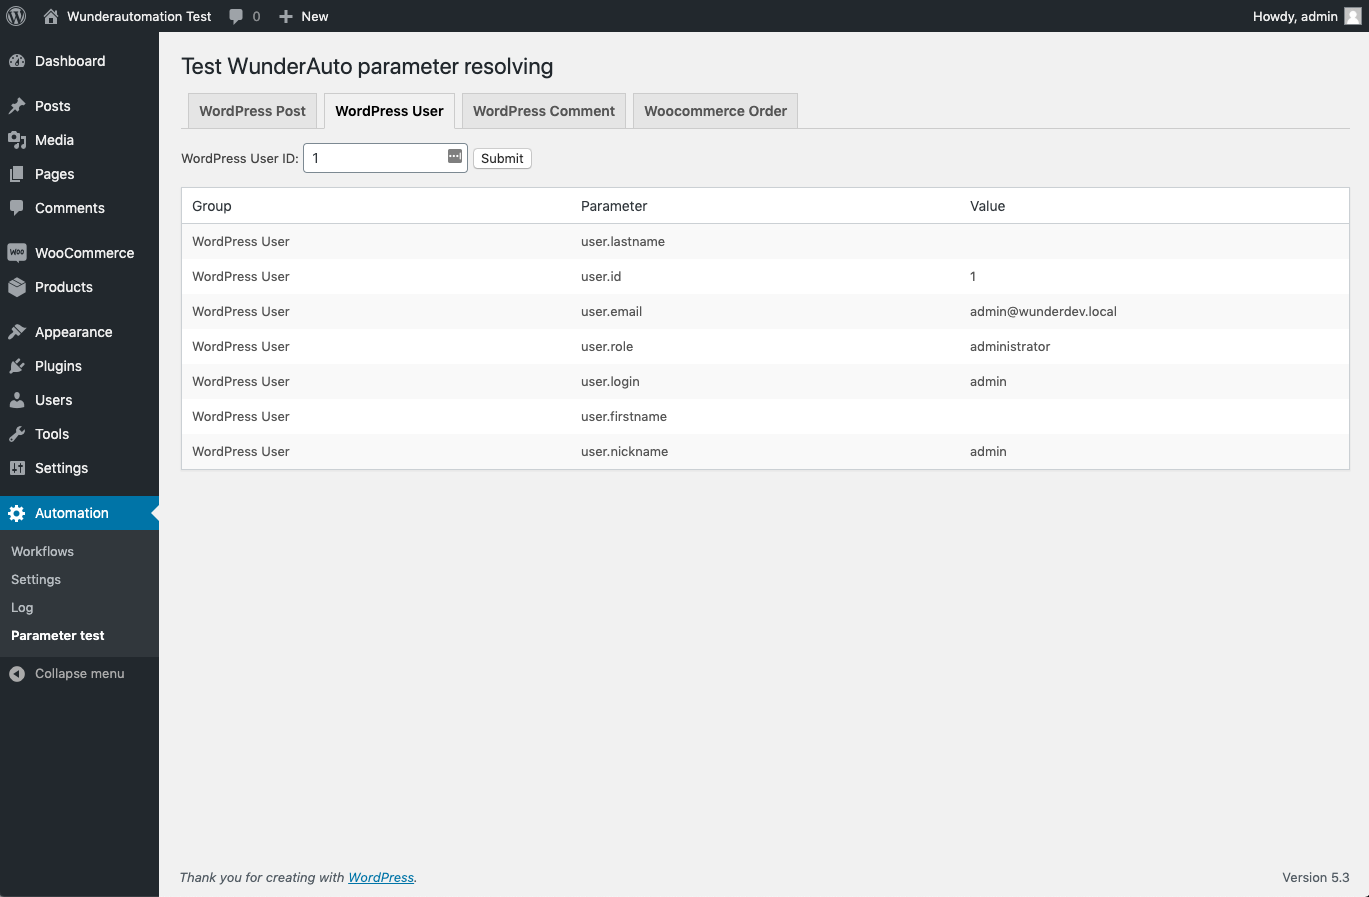 Wunderautomation Test 0 New Howdy, admin
Dashboard
Posts
Media
Pages
Comments
WOO WooCommerce
Products
Appearance
Plugins
Users
Tools
Settings
Automation
Workflows
Settings
Log
Parameter test
Collapse menu
Test WunderAuto parameter resolving
WordPress Post WordPress User WordPress Comment Woocommerce Order
WordPress User ID: 1 Submit
Group Parameter Value
WordPress User user.lastname
WordPress User user.id 1
WordPress User user.email admin@wunderdev.local
WordPress User user.role administrator
WordPress User user.login admin
WordPress User user.firstname
WordPress User user.nickname admin
Thank you for creating with WordPress. Version 5.3